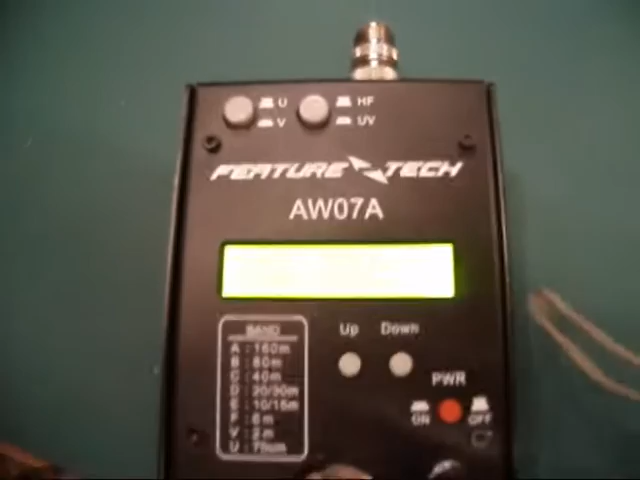 U HF
V UV
FEATURE TECH
AW07A
BAND
Up Down
A : 160m
B : 80m
C : 40m
PWR
D : 20/30m
E : 10/15m
ON OFF
F : 6m
V : 2m
U : 70cm